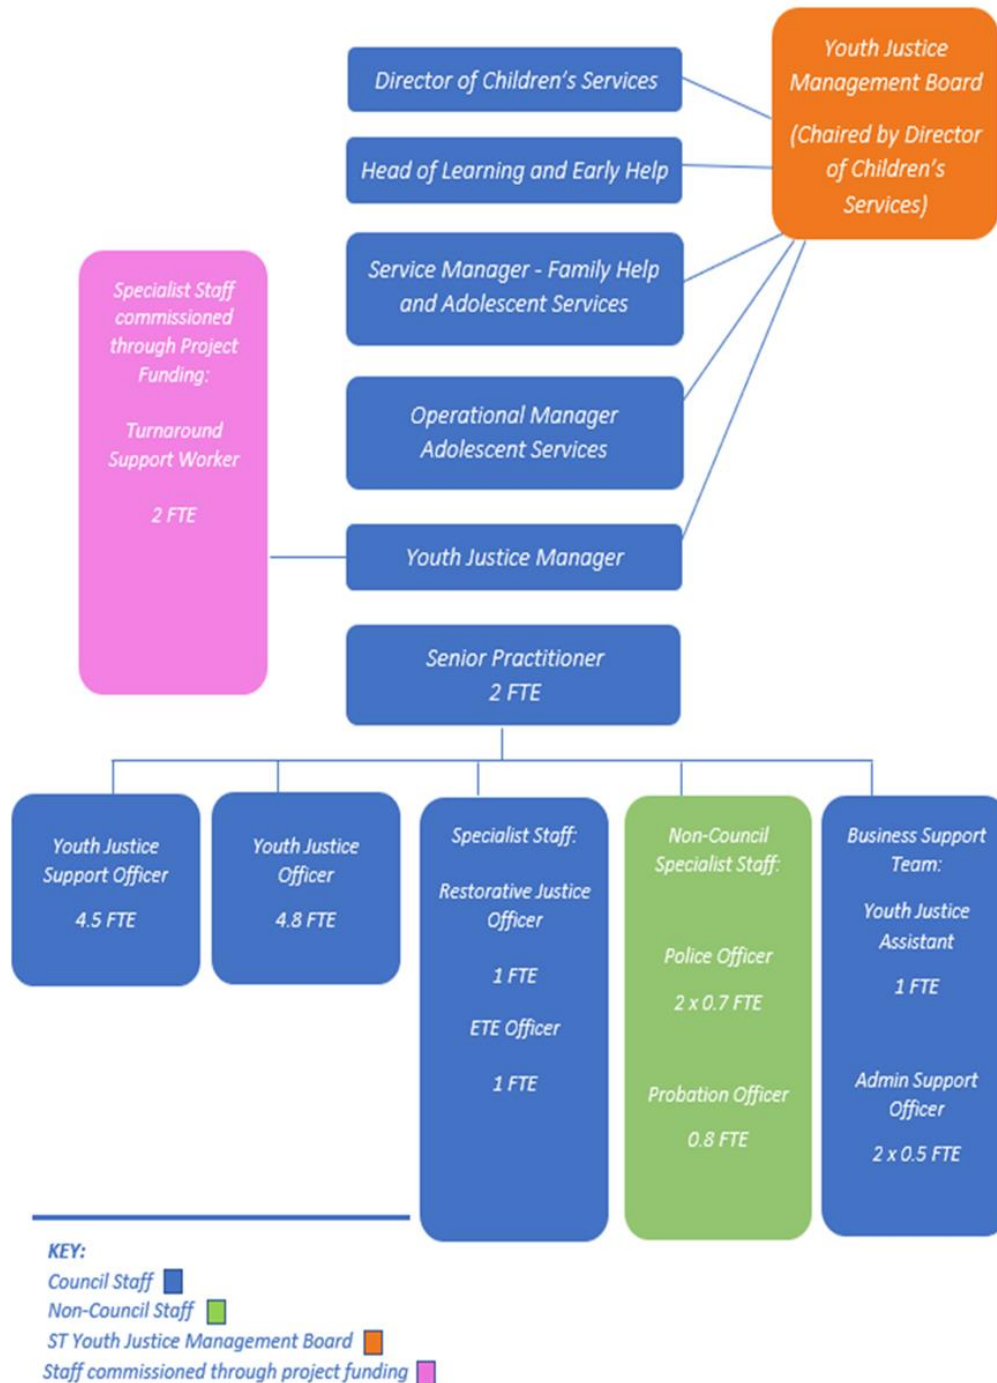 Director of Children's Services
Youth Justice
Management Board
(Chaired by Director
of Children's
Services)
Head of Learning and Early Help
Service Manager - Family Help
and Adolescent Services
Specialist Staff
commissioned
through Project
Funding:
Turnaround
Support Worker
2 FTE
Operational Manager
Adolescent Services
Youth Justice Manager
Senior Practitioner
2 FTE
Youth Justice
Support Officer
4.5 FTE
Youth Justice
Officer
4.8 FTE
Specialist Staff:
Restorative Justice
Officer
1 FTE
ETE Officer
1 FTE
Non-Council
Specialist Staff:
Police Officer
2 x 0.7 FTE
Probation Officer
0.8 FTE
Business Support
Team:
Youth Justice
Assistant
1 FTE
Admin Support
Officer
2 x 0.5 FTE
KEY:
Council Staff
Non-Council Staff
ST Youth Justice Management Board
Staff commissioned through project funding